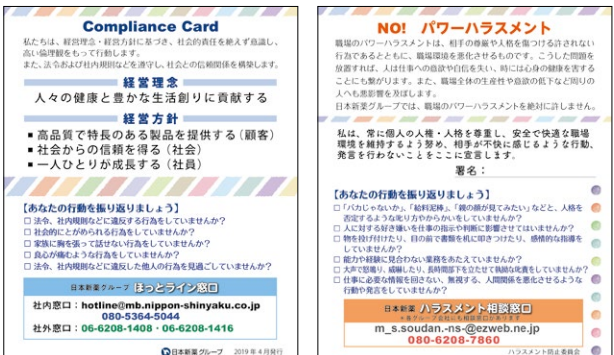 Compliance Card
私たちは、経営理念・経営方針に基づき、社会的責任を絶えず意識し、
高い倫理観をもって行動します。
また、法令および社内規則などを遵守し、社会との信頼関係を構築します。
経営理念
人々の健康と豊かな生活創りに貢献する
経営方針
■高品質で特長のある製品を提供する(顧客)
■社会からの信頼を得る(社会)
■一人ひとりが成長する(社員)
【あなたの行動を振り返りましょう】
□ 法令、社内規則などに違反する行為をしていませんか?
□ 社会的にとがめられる行為をしていませんか?
□ 家族に胸を張って話せない行為をしていませんか?
□ 良心が痛むような行為をしていませんか?
□ 法令、社内規則などに違反した他人の行為を見過ごしていませんか?
日本新薬グループ ほっとライン窓口
社内窓口:hotline@mb.nippon-shinyaku.co.jp
080-5364-5044
社外窓口:06-6208-1408・06-6208-1416
日本新薬グループ 2019年4月発行
NO! パワーハラスメント
職場のパワーハラスメントは、相手の尊厳や人格を傷つける許されない
行為であるとともに、職場環境を悪化させるものです。こうした問題を
放置すれば、人は仕事への意欲や自信を失い、時には心身の健康を害する
ことにも繋がります。また、職場全体の生産性や意欲の低下など周りの
人へも悪影響を及ぼします。
日本新薬グループでは、職場のパワーハラスメントを絶対に許しません。
私は、常に個人の人権・人格を尊重し、安全で快適な職場
環境を維持するよう努め、相手が不快に感じるような行動、
発言を行わないことをここに宣言します。
署名:
【あなたの行動を振り返りましょう】
□ 「バカじゃないか」、「給料泥棒」、「親の顔が見てみたい」などと、人格を
否定するような叱り方やからかいをしていませんか?
□ 人に対する好き嫌いを仕事の指示や判断に影響させてはいませんか?
□ 物を投げ付けたり、目の前で書類を机に叩きつけたり、感情的な指導を
していませんか?
□ 能力や経験に見合わない業務をあたえていませんか?
□ 大声で怒鳴り、威嚇したり、長時間部下を立たせて執拗な叱責をしていませんか?
□ 仕事に必要な情報を回さない、無視する、人間関係を悪化させるような
行動や発言をしていませんか?
日本新薬 ハラスメント相談窓口
※各グループ会社にも相談窓口があります
m_s.soudan.-ns-@ezweb.ne.jp
080-6208-7860
ハラスメント防止委員会